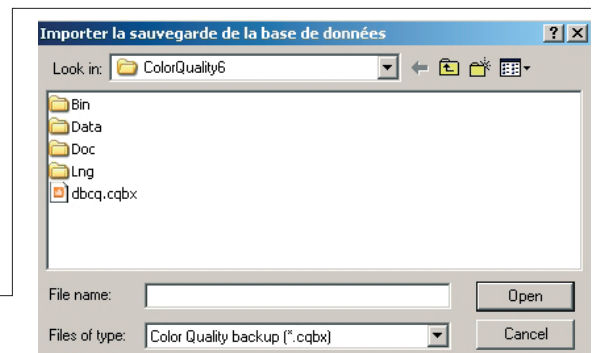 Importer la sauvegarde de la base de données
Look in: ColorQuality6
Bin
Data
Doc
Lng
dbcq.cqbx
File name: Open
Files of type: Color Quality backup (*.cqbx) Cancel